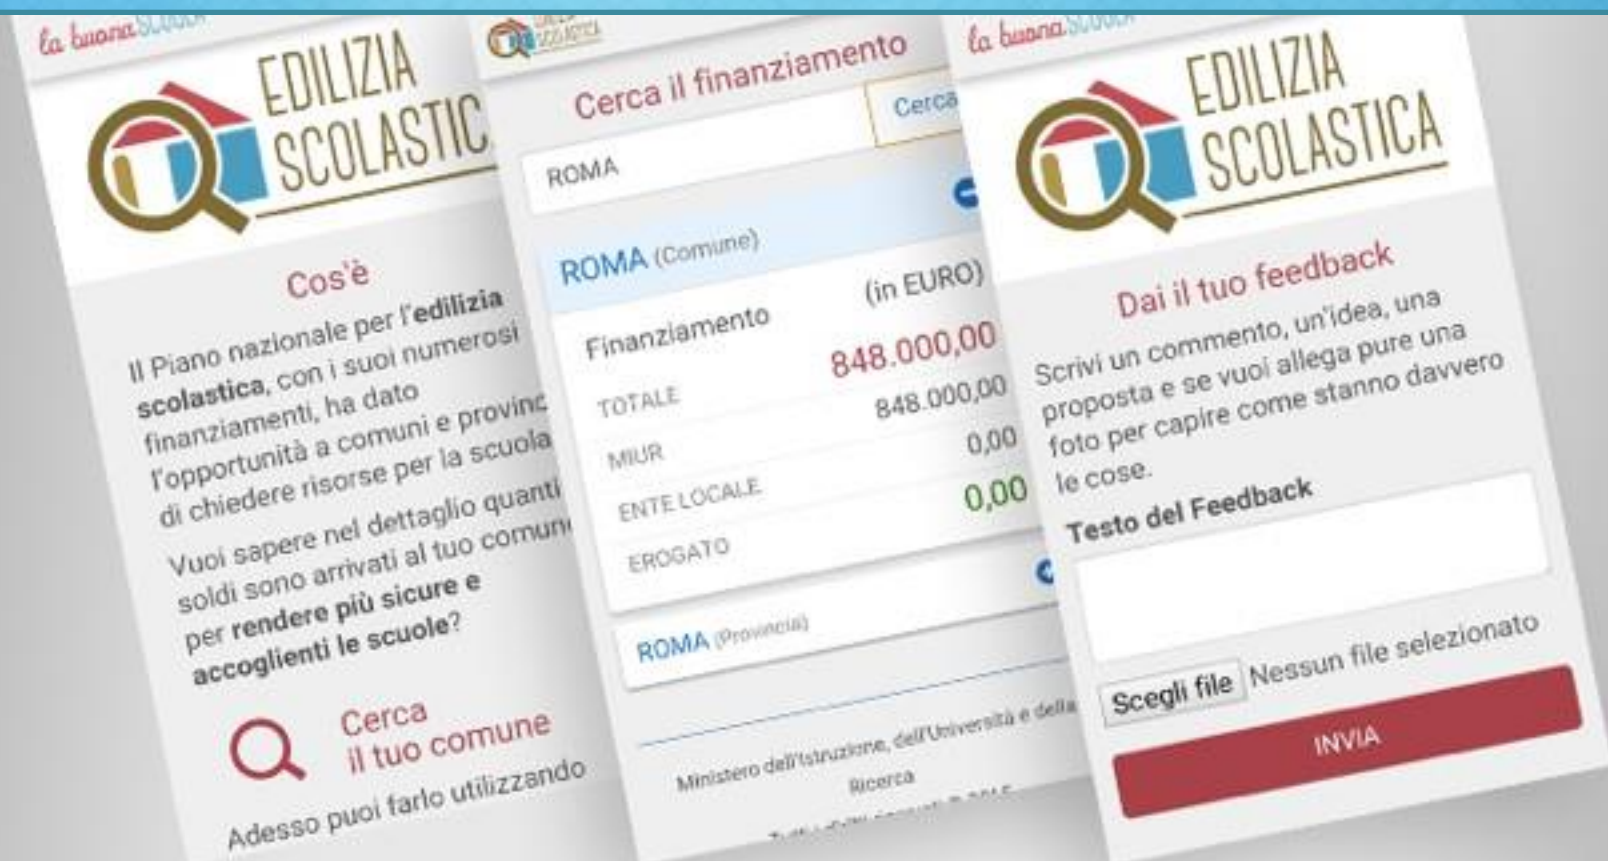 la buona SCUOLA
EDILIZIA
SCOLASTIC
Cos'è
Il Piano nazionale per l'edilizia
scolastica, con i suoi numerosi
finanziamenti, ha dato
l'opportunità a comuni e provinc
di chiedere risorse per la scuola
Vuoi sapere nel dettaglio quanti
soldi sono arrivati al tuo comun
per rendere più sicure e
accoglienti le scuole?
Cerca
il tuo comune
Adesso puoi farlo utilizzando
SCOLASTICA
Cerca il finanziamento
ROMA
Cerca
ROMA (Comune)
Finanziamento (in EURO)
TOTALE 848.000,00
MIUR 848.000,00
ENTE LOCALE 0,00
EROGATO 0,00
ROMA (Provincia)
Ministero dell'Istruzione, dell'Università e della
Ricerca
la buona SCUOLA
EDILIZIA
SCOLASTICA
Dai il tuo feedback
Scrivi un commento, un'idea, una
proposta e se vuoi allega pure una
foto per capire come stanno davvero
le cose.
Testo del Feedback
Scegli file Nessun file selezionato
INVIA